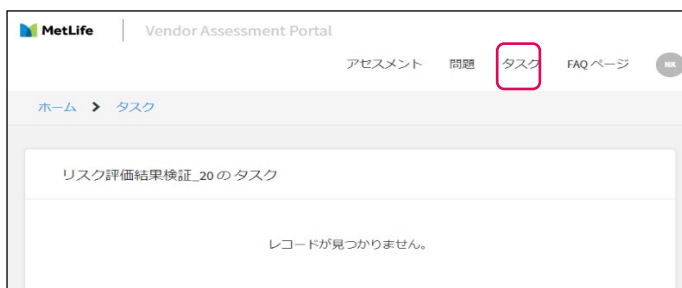 MetLife Vendor Assessment Portal
アセスメント 問題 タスク FAQ ページ NK
ホーム > タスク
リスク評価結果検証_20 の タスク
レコードが見つかりません。